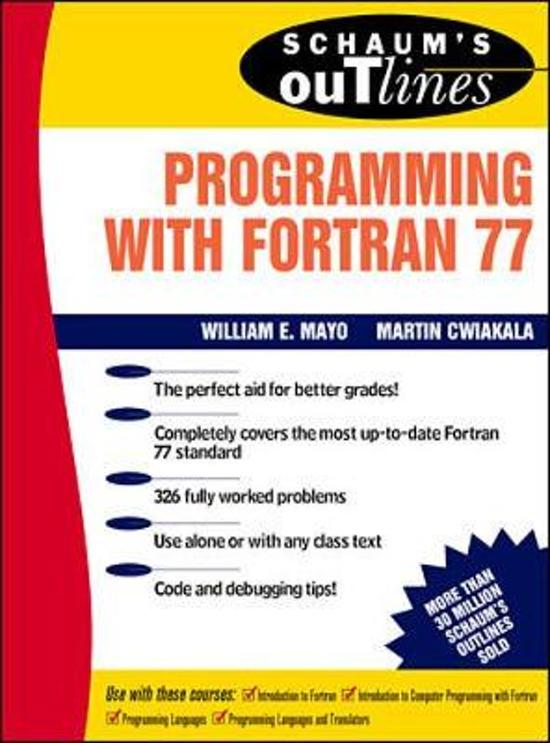 SCHAUM'S
ouTlines
PROGRAMMING
WITH FORTRAN 77
WILLIAM E. MAYO MARTIN CWIAKALA
The perfect aid for better grades!
Completely covers the most up-to-date Fortran
77 standard
326 fully worked problems
Use alone or with any class text
Code and debugging tips!
MORE THAN
30 MILLION
SCHAUM'S
OUTLINES
SOLD
Use with these courses: Introduction to Fortran Introduction to Computer Programming with Fortran
Programming Languages Programming Languages and Translators